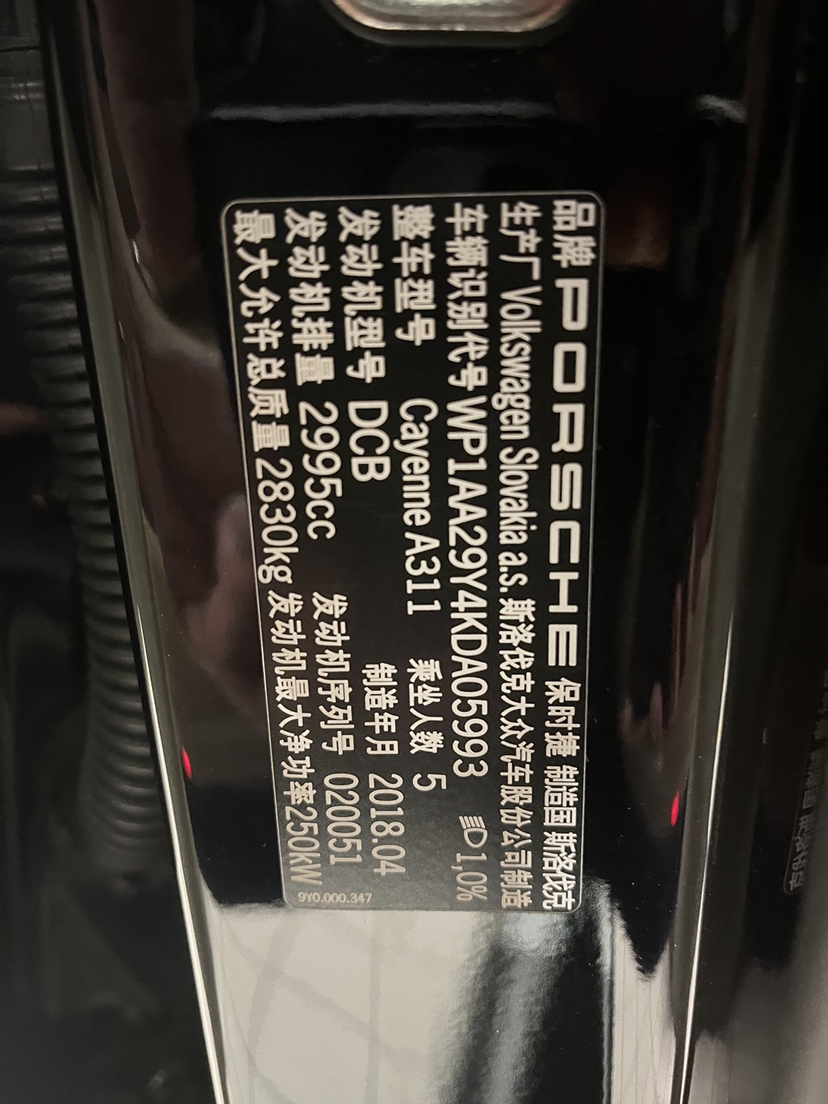 品牌 PORSCHE 保时捷 制造国 斯洛伐克
生产厂 Volkswagen Slovakia a.s. 斯洛伐克大众汽车股份公司制造
车辆识别代号 WP1AA29Y4KDA05993 1,0%
整车型号 Cayenne A311 乘坐人数 5
发动机型号 DCB 制造年月 2018.04
发动机排量 2995cc 发动机序列号 020051
最大允许总质量 2830kg 发动机最大净功率250kW
9Y0.000.347